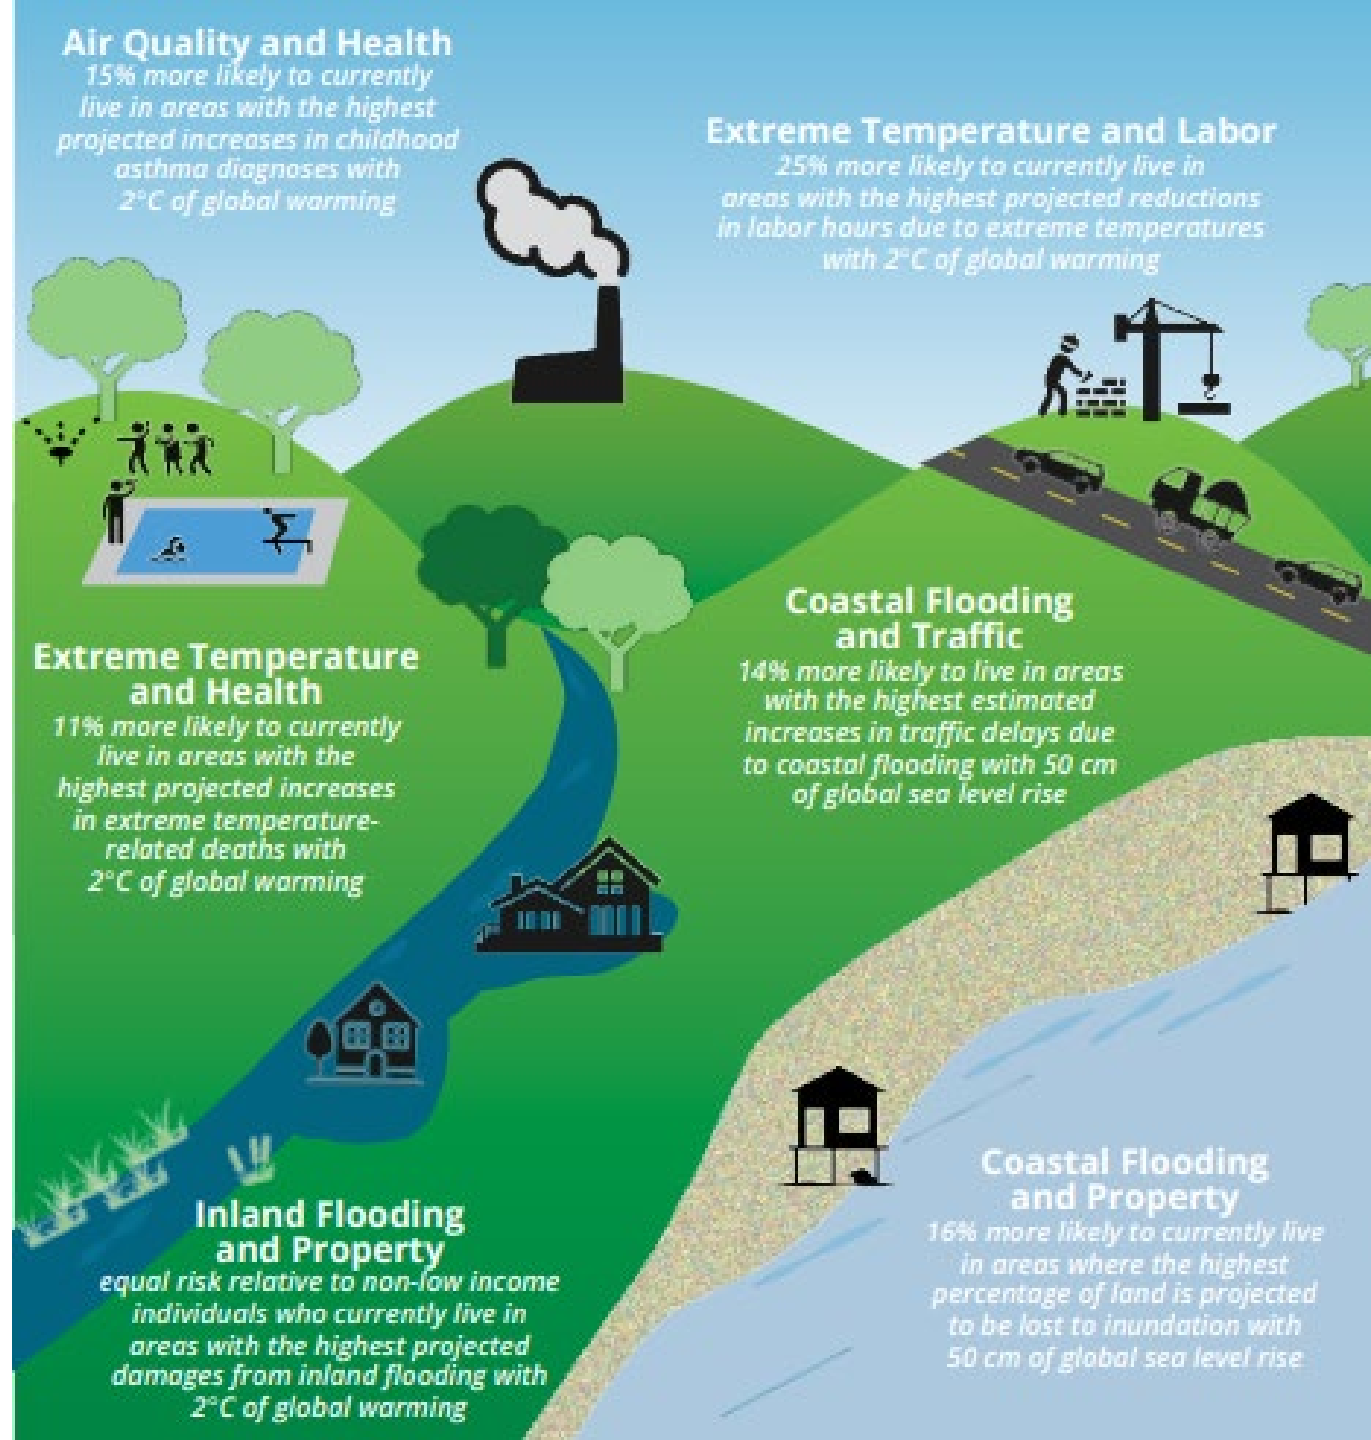 Air Quality and Health
15% more likely to currently
live in areas with the highest
projected increases in childhood
asthma diagnoses with
2°C of global warming
Extreme Temperature and Labor
25% more likely to currently live in
areas with the highest projected reductions
in labor hours due to extreme temperatures
with 2°C of global warming
Extreme Temperature
and Health
11% more likely to currently
live in areas with the
highest projected increases
in extreme temperature-
related deaths with
2°C of global warming
Coastal Flooding
and Traffic
14% more likely to live in areas
with the highest estimated
increases in traffic delays due
to coastal flooding with 50 cm
of global sea level rise
Inland Flooding
and Property
equal risk relative to non-low income
individuals who currently live in
areas with the highest projected
damages from inland flooding with
2°C of global warming
Coastal Flooding
and Property
16% more likely to currently live
in areas where the highest
percentage of land is projected
to be lost to inundation with
50 cm of global sea level rise